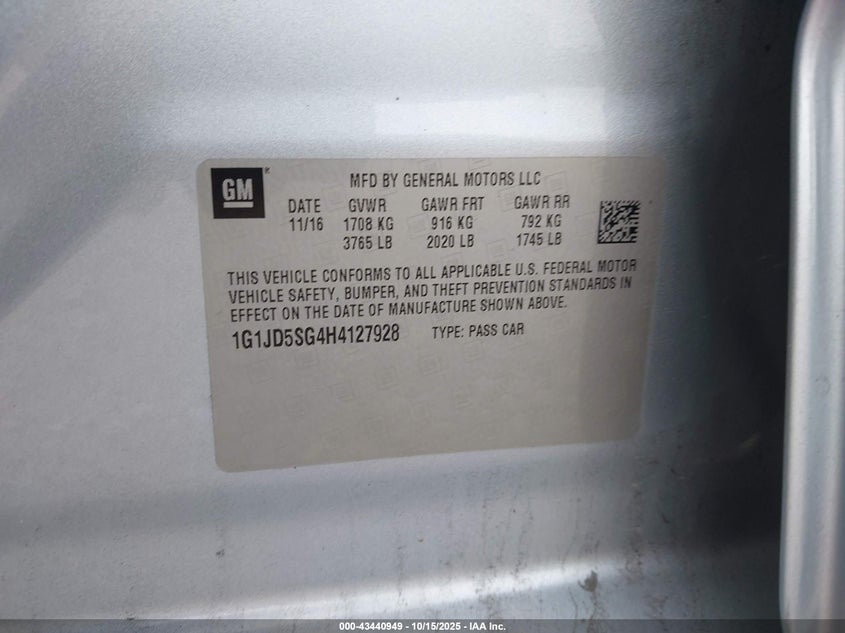 GM ®
MFD BY GENERAL MOTORS LLC
DATE GVWR GAWR FRT GAWR RR
11/16 1708 KG 916 KG 792 KG
3765 LB 2020 LB 1745 LB
THIS VEHICLE CONFORMS TO ALL APPLICABLE U.S. FEDERAL MOTOR
VEHICLE SAFETY, BUMPER, AND THEFT PREVENTION STANDARDS IN
EFFECT ON THE DATE OF MANUFACTURE SHOWN ABOVE.
1G1JD5SG4H4127928 TYPE: PASS CAR
000-43440949 - 10/15/2025 - IAA Inc.